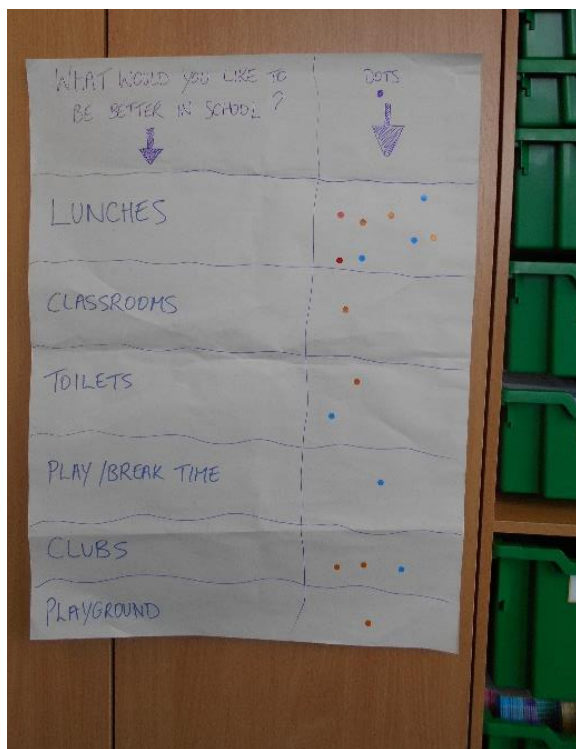 WHAT WOULD YOU LIKE TO
BE BETTER IN SCHOOL?
DOTS
LUNCHES
CLASSROOMS
TOILETS
PLAY/BREAK TIME
CLUBS
PLAYGROUND